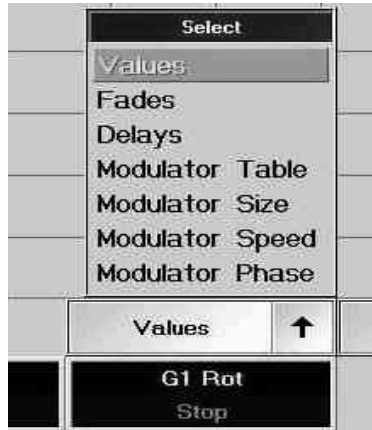 Select
Values
Fades
Delays
Modulator Table
Modulator Size
Modulator Speed
Modulator Phase
Values ↑
G1 Rot
Stop